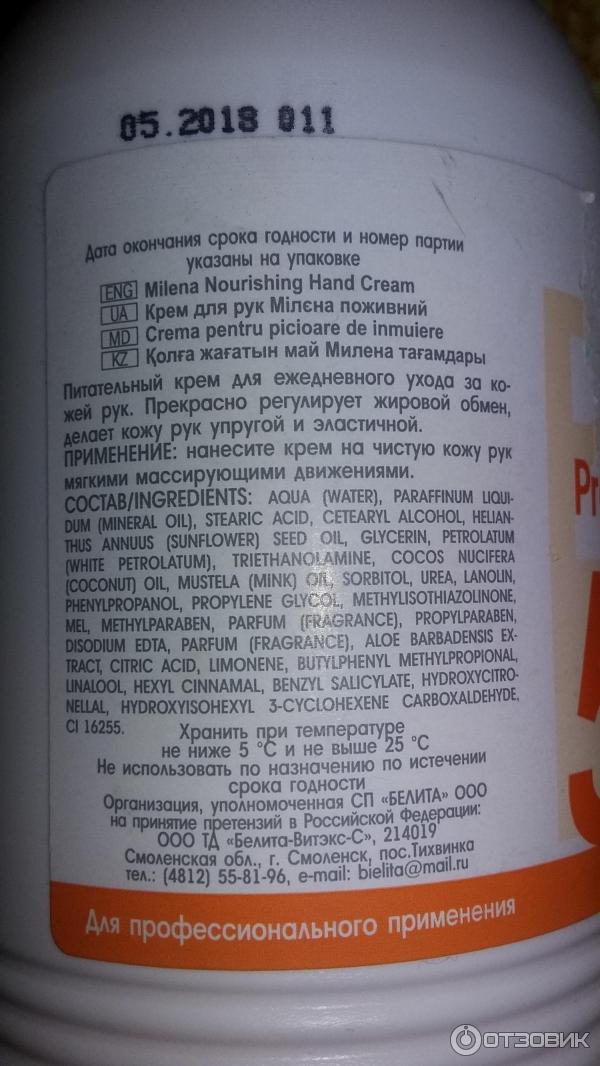 05.2018 011
Дата окончания срока годности и номер партии
указаны на упаковке
ENG Milena Nourishing Hand Cream
UA Крем для рук Мілєна поживний
MD Crema pentru picioare de inmuiere
KZ Қолға жағатын май Милена тағамдары
Питательный крем для ежедневного ухода за ко-
жей рук. Прекрасно регулирует жировой обмен,
делает кожу рук упругой и эластичной.
ПРИМЕНЕНИЕ: нанесите крем на чистую кожу рук
мягкими массирующими движениями.
СОСТАВ/INGREDIENTS: AQUA (WATER), PARAFFINUM LIQUI-
DUM (MINERAL OIL), STEARIC ACID, CETEARYL ALCOHOL, HELIAN-
THUS ANNUUS (SUNFLOWER) SEED OIL, GLYCERIN, PETROLATUM
(WHITE PETROLATUM), TRIETHANOLAMINE, COCOS NUCIFERA
(COCONUT) OIL, MUSTELA (MINK) OIL, SORBITOL, UREA, LANOLIN,
PHENYLPROPANOL, PROPYLENE GLYCOL, METHYLISOTHIAZOLINONE,
MEL, METHYLPARABEN, PARFUM (FRAGRANCE), PROPYLPARABEN,
DISODIUM EDTA, PARFUM (FRAGRANCE), ALOE BARBADENSIS EX-
TRACT, CITRIC ACID, LIMONENE, BUTYLPHENYL METHYLPROPIONAL,
LINALOOL, HEXYL CINNAMAL, BENZYL SALICYLATE, HYDROXYCITRO-
NELLAL, HYDROXYISOHEXYL 3-CYCLOHEXENE CARBOXALDEHYDE,
CI 16255.
Хранить при температуре
не ниже 5 °C и не выше 25 °C
Не использовать по назначению по истечении
срока годности
Организация, уполномоченная СП «БЕЛИТА» ООО
на принятие претензий в Российской Федерации:
ООО ТД «Белита-Витэкс-С», 214019
Смоленская обл., г. Смоленск, пос.Тихвинка
тел.: (4812) 55-81-96, e-mail: bielita@mail.ru
Для профессионального применения
Pr
ОТЗОВИК